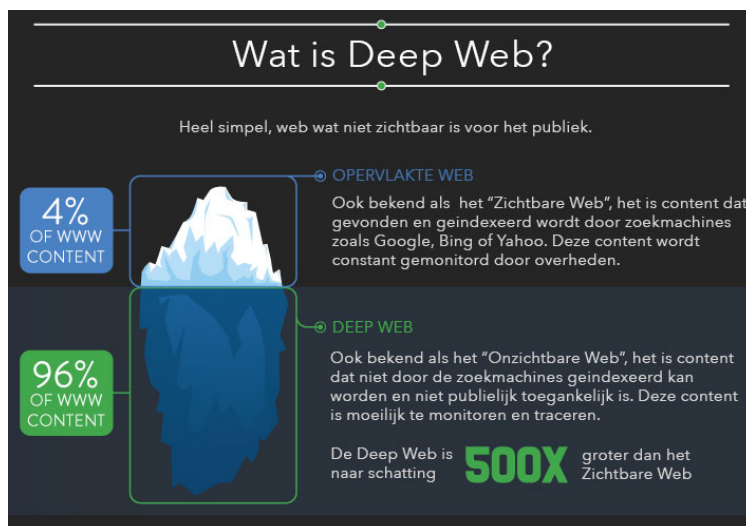 Wat is Deep Web?
Heel simpel, web wat niet zichtbaar is voor het publiek.
4%
OF WWW
CONTENT
OPERVLAKTE WEB
Ook bekend als het "Zichtbare Web", het is content dat
gevonden en geindexeerd wordt door zoekmachines
zoals Google, Bing of Yahoo. Deze content wordt
constant gemonitord door overheden.
96%
OF WWW
CONTENT
DEEP WEB
Ook bekend als het "Onzichtbare Web", het is content
dat niet door de zoekmachines geindexeerd kan
worden en niet publielijk toegankelijk is. Deze content
is moeilijk te monitoren en traceren.
De Deep Web is
naar schatting
500X
groter dan het
Zichtbare Web